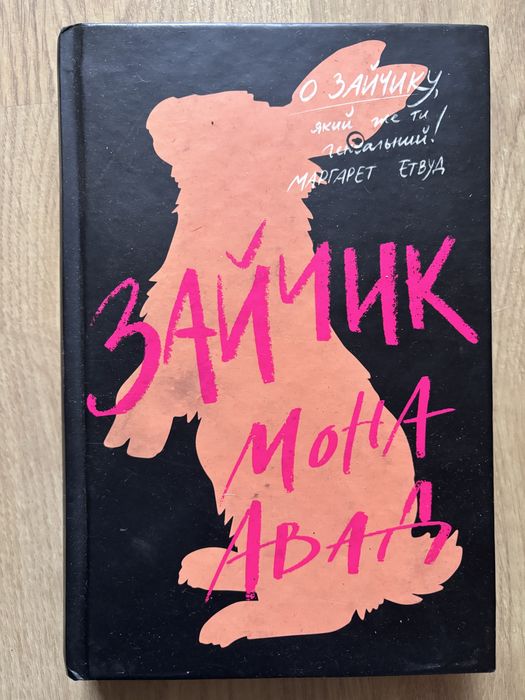 О ЗАЙЧИКУ,
який же ти
геніальний!
МАРГАРЕТ ЕТВУД
ЗАЙЧИК
МОНА
АВАД